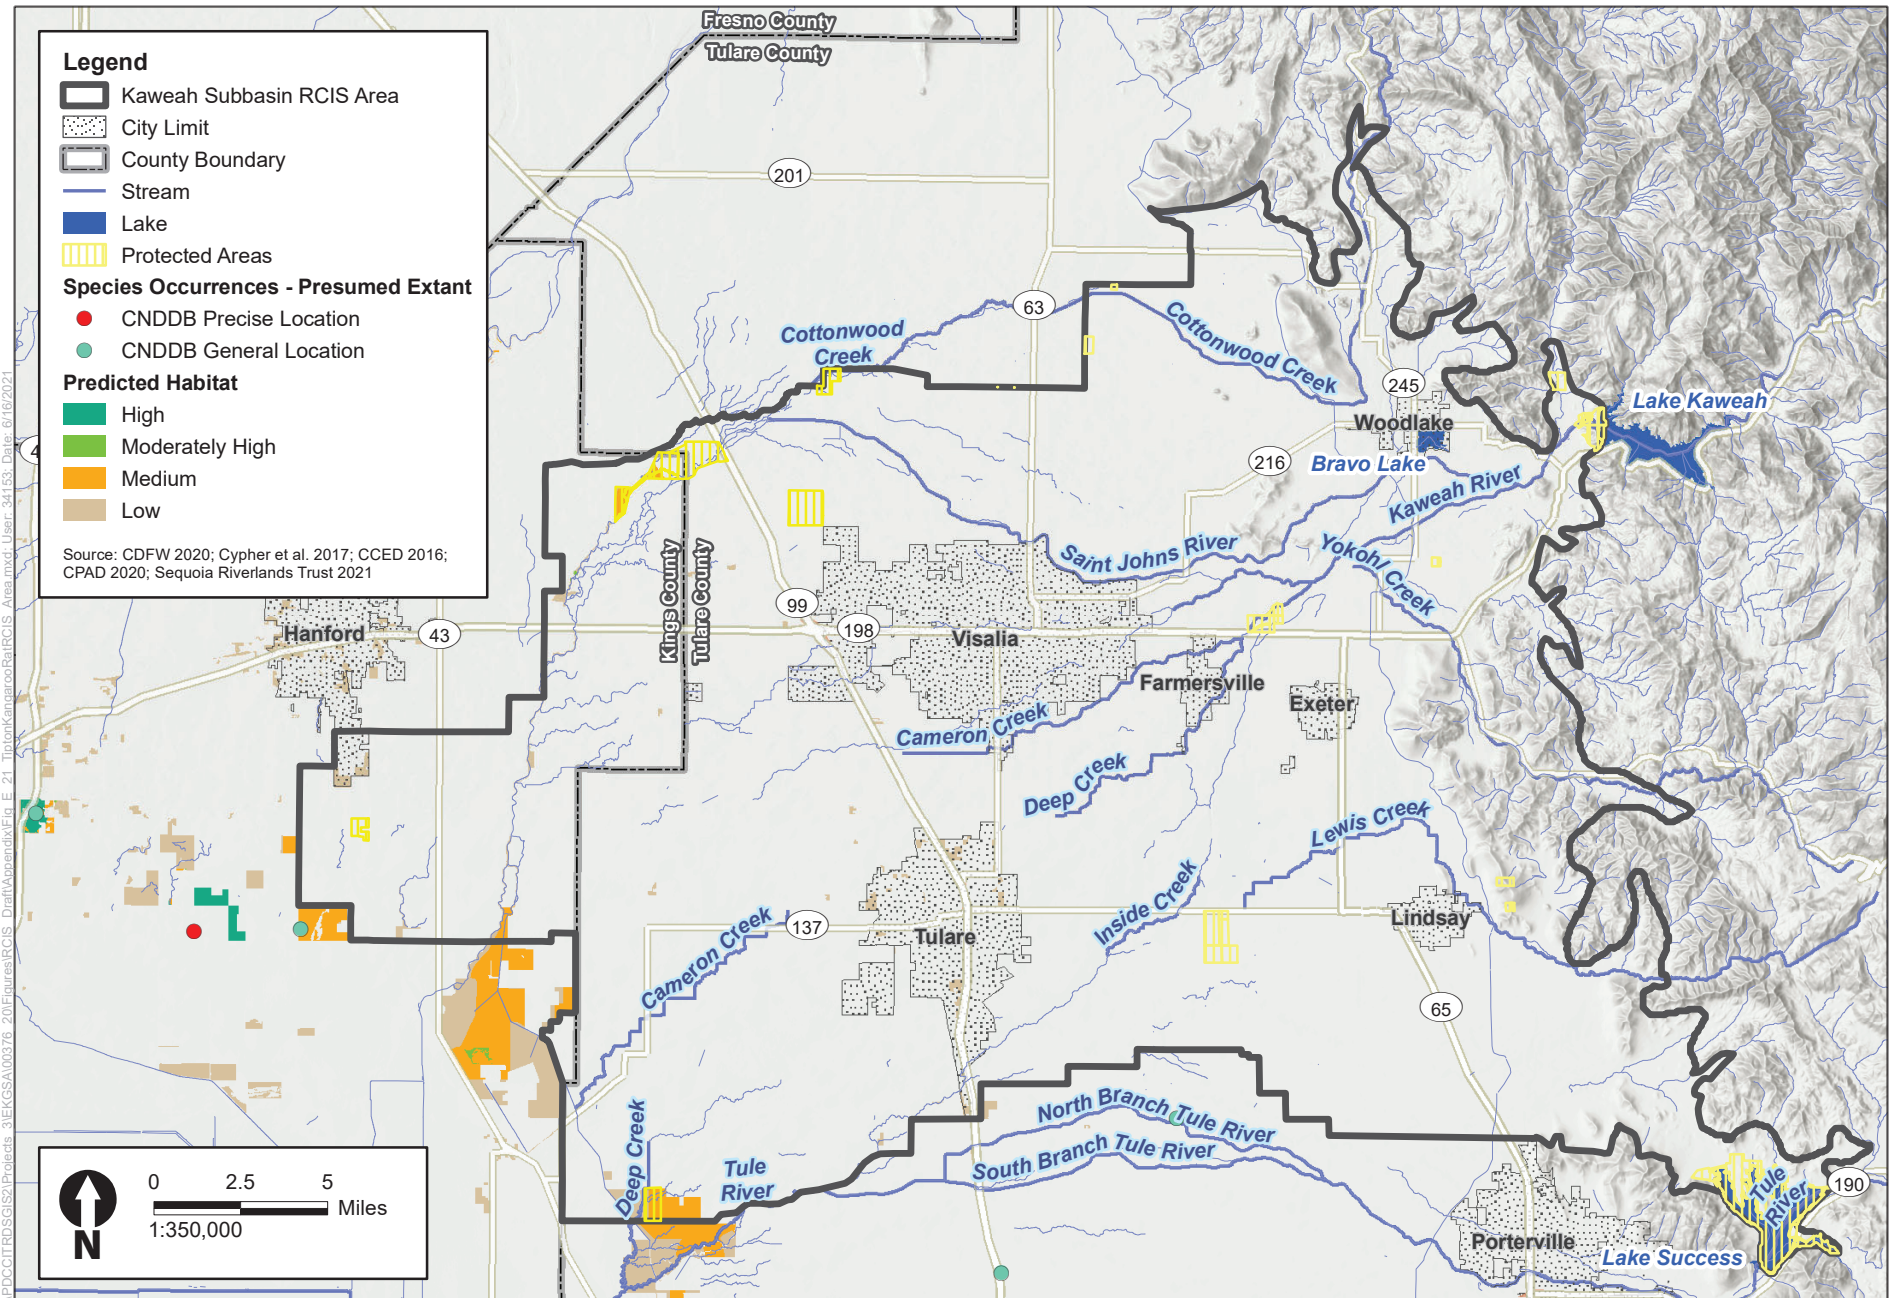 Fresno County
Tulare County
Legend
Kaweah Subbasin RCIS Area
City Limit
County Boundary
Stream
Lake
Protected Areas
Species Occurrences - Presumed Extant
CNDDB Precise Location
CNDDB General Location
Predicted Habitat
High
Moderately High
Medium
Low
Source: CDFW 2020; Cypher et al. 2017; CCED 2016;
CPAD 2020; Sequoia Riverlands Trust 2021
201
63
Cottonwood
Creek
Cottonwood Creek
245
Woodlake
Lake Kaweah
216
Bravo Lake
Kaweah River
4
Saint Johns River
Yokohl Creek
Kings County
Tulare County
99
198
Hanford
43
Visalia
Farmersville
Exeter
Cameron Creek
Deep Creek
Lewis Creek
Inside Creek
Lindsay
Cameron Creek
137
Tulare
65
North Branch Tule River
South Branch Tule River
Deep Creek
Tule
River
Tule
River
190
Porterville
Lake Success
0 2.5 5
Miles
1:350,000
N